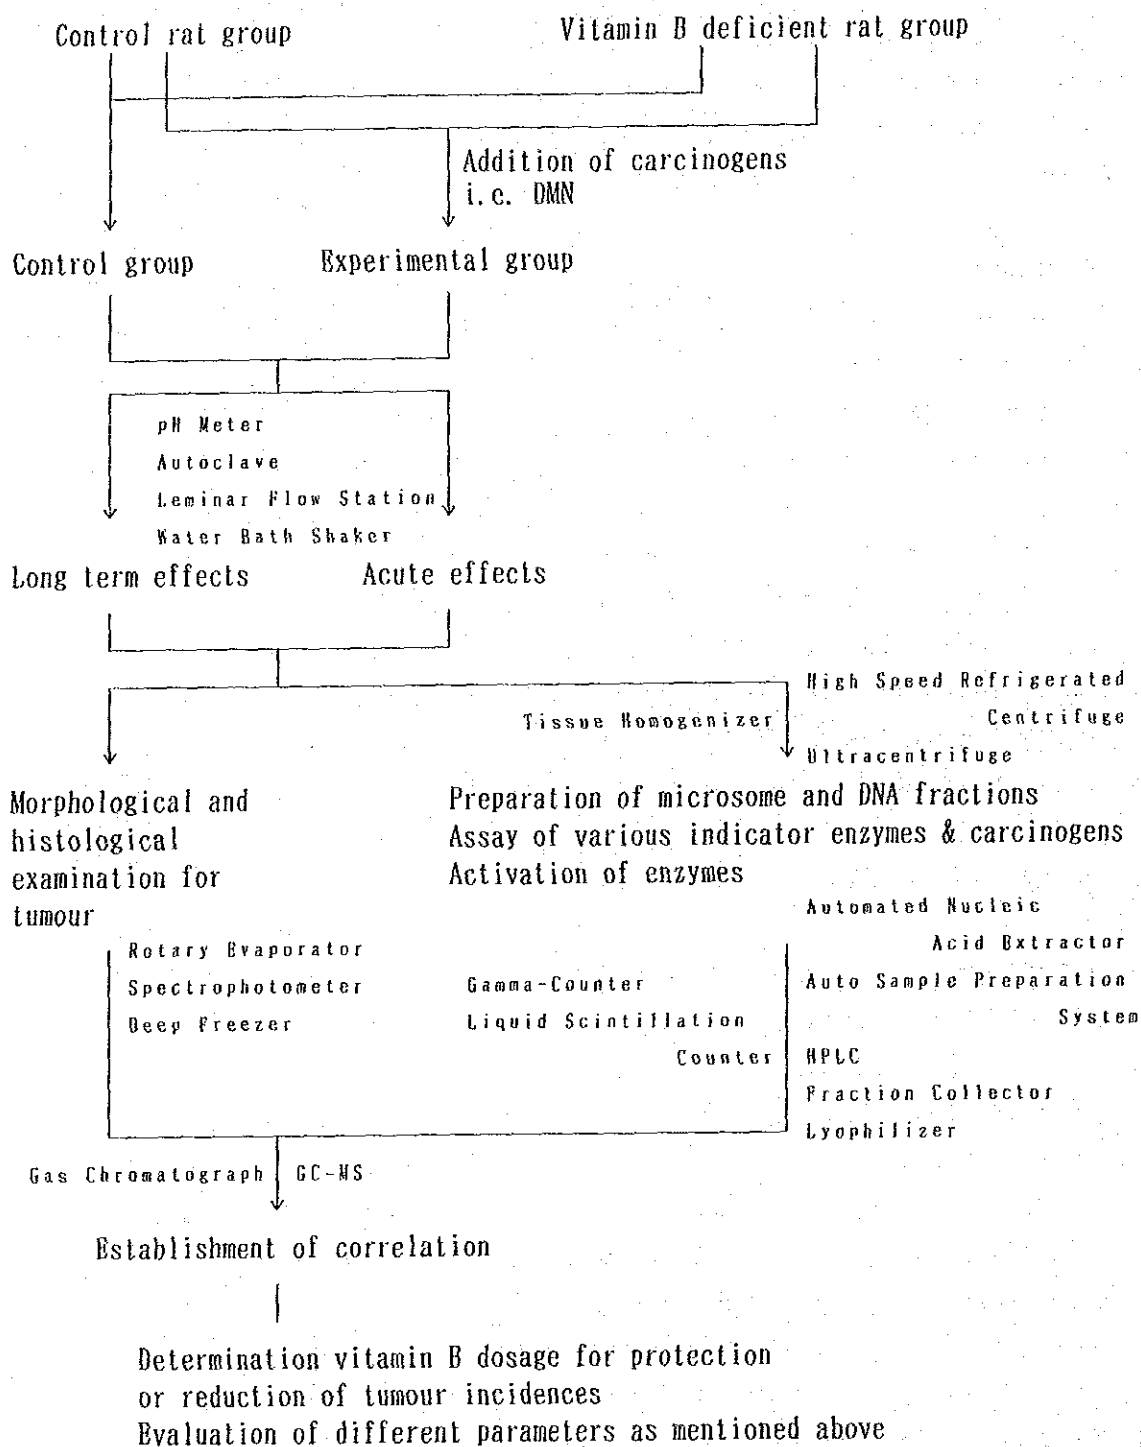 Control rat group
Vitamin B deficient rat group
Addition of carcinogens
i.e. DMN
Control group
Experimental group
pH Meter
Autoclave
Leminar Flow Station
Water Bath Shaker
Long term effects
Acute effects
Tissue Homogenizer
High Speed Refrigerated
Centrifuge
Ultracentrifuge
Morphological and
histological
examination for
tumour
Preparation of microsome and DNA fractions
Assay of various indicator enzymes & carcinogens
Activation of enzymes
Rotary Evaporator
Spectrophotometer
Deep Freezer
Gamma-Counter
Liquid Scintillation
Counter
Automated Nucleic
Acid Extractor
Auto Sample Preparation
System
HPLC
Fraction Collector
Lyophilizer
Gas Chromatograph
GC-MS
Establishment of correlation
Determination vitamin B dosage for protection
or reduction of tumour incidences
Evaluation of different parameters as mentioned above